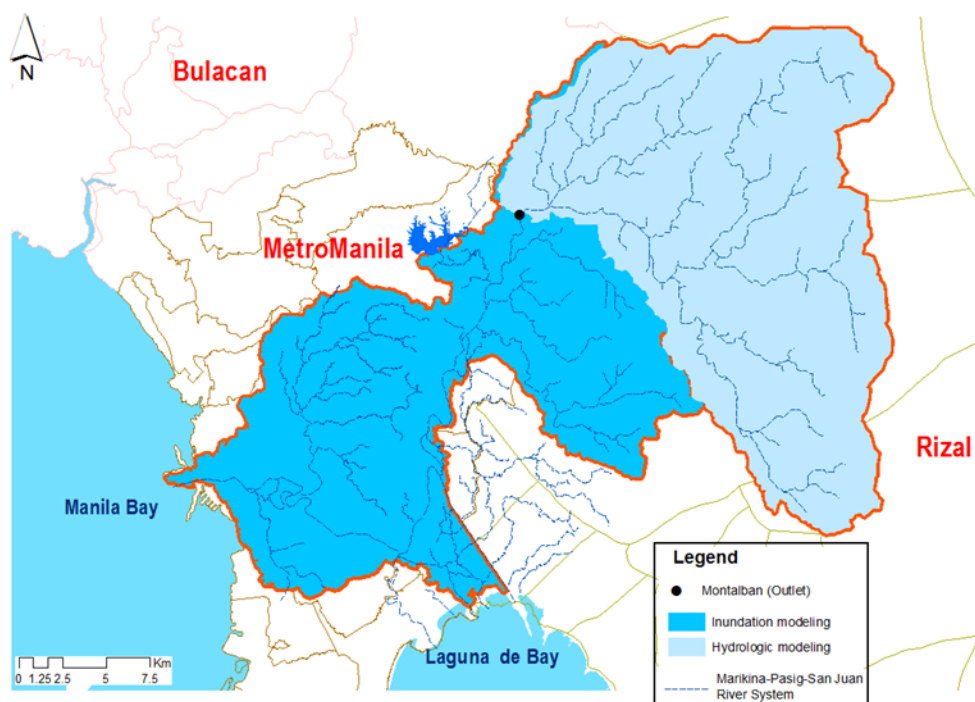 N
Bulacan
MetroManila
Rizal
Manila Bay
Laguna de Bay
Legend
Montalban (Outlet)
Inundation modeling
Hydrologic modeling
Marikina-Pasig-San Juan
River System
Km
0 1.25 2.5 5 7.5